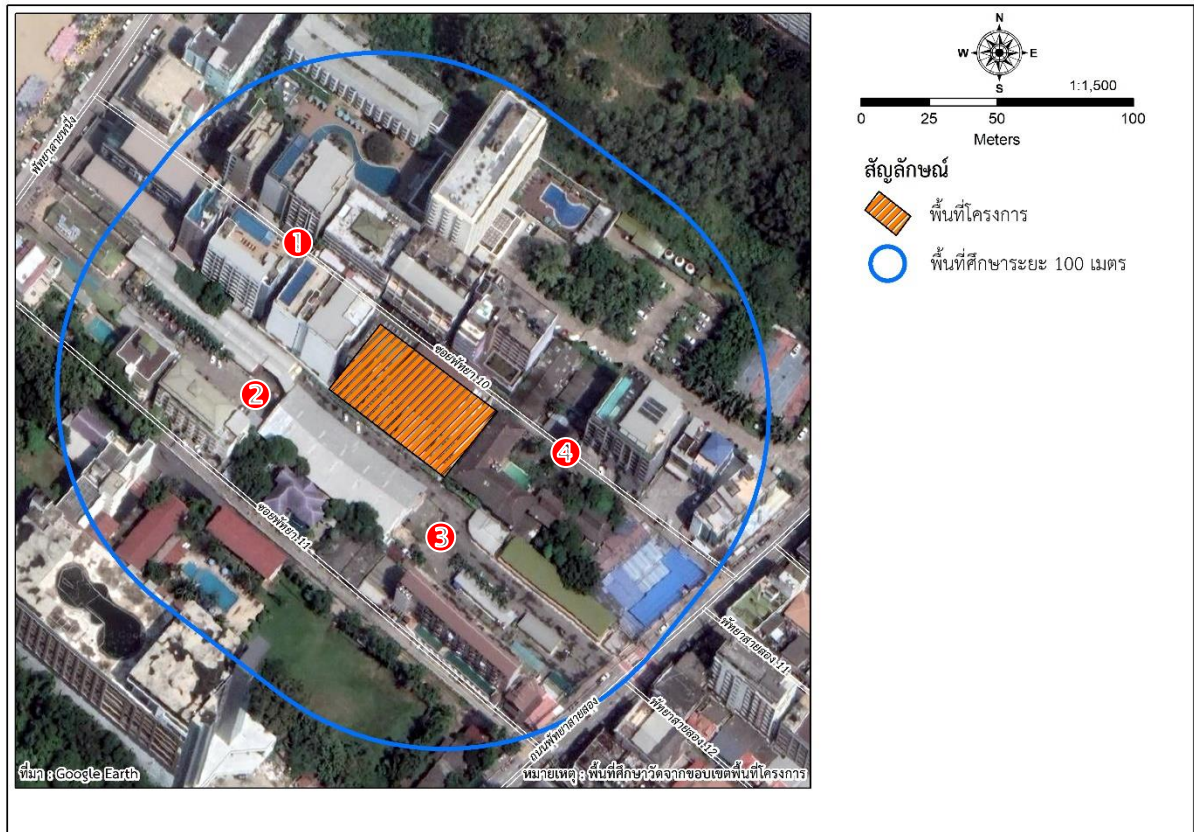 N
W E
S
1:1,500
0 25 50 100
Meters
สัญลักษณ์
พื้นที่โครงการ
พื้นที่ศึกษาระยะ 100 เมตร
พัทยาสายหนึ่ง
1
ซอยพัทยา 10
2
4
ซอยพัทยา 11
3
พัทยาสายสอง 11
ถนนพัทยาสายสอง
พัทยาสายสอง 12
ที่มา : Google Earth
หมายเหตุ : พื้นที่ศึกษาวัดจากขอบเขตพื้นที่โครงการ